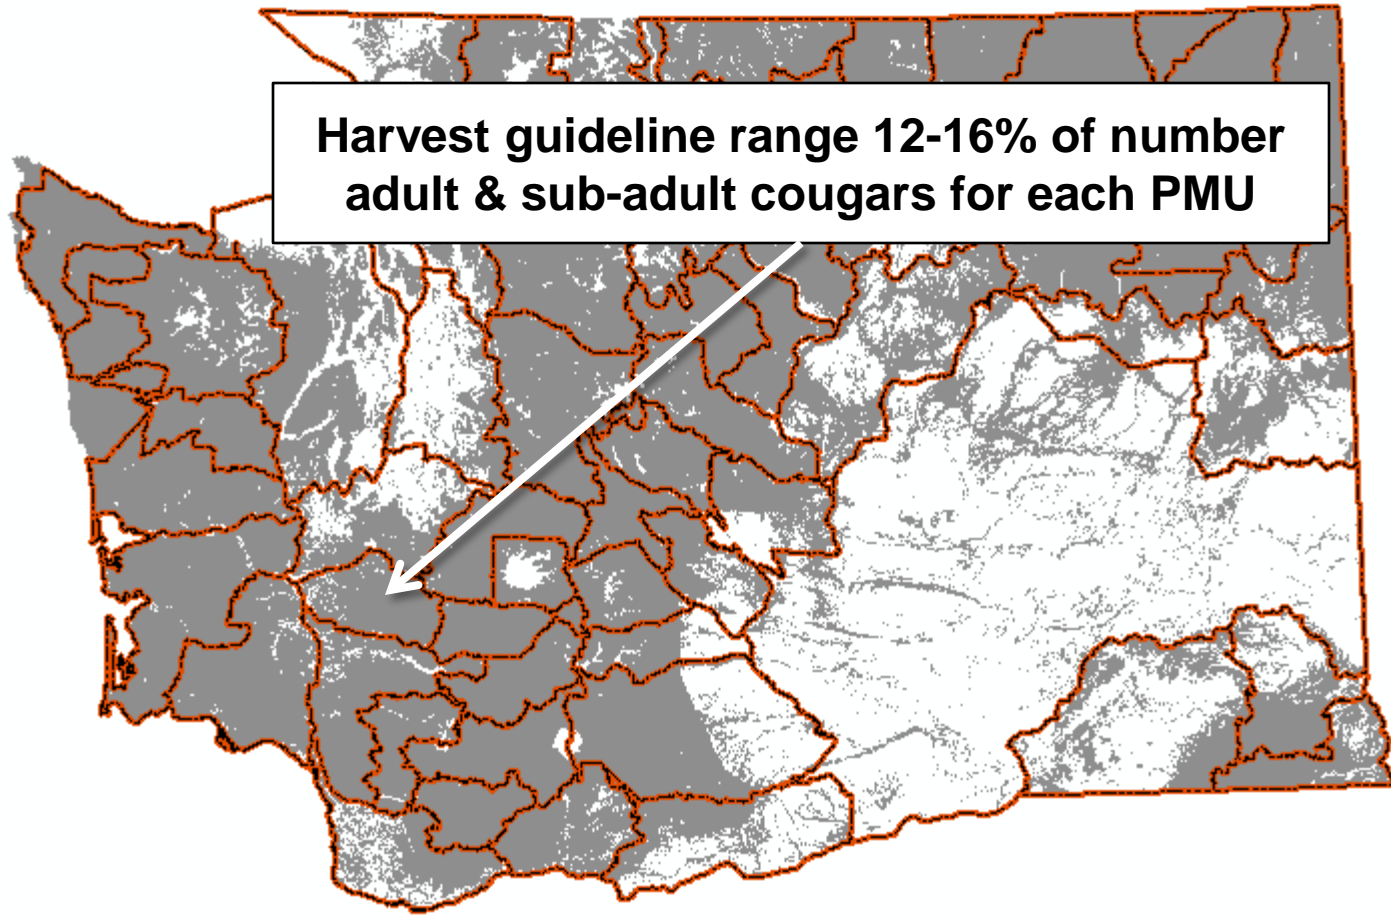 Harvest guideline range 12-16% of number
adult & sub-adult cougars for each PMU